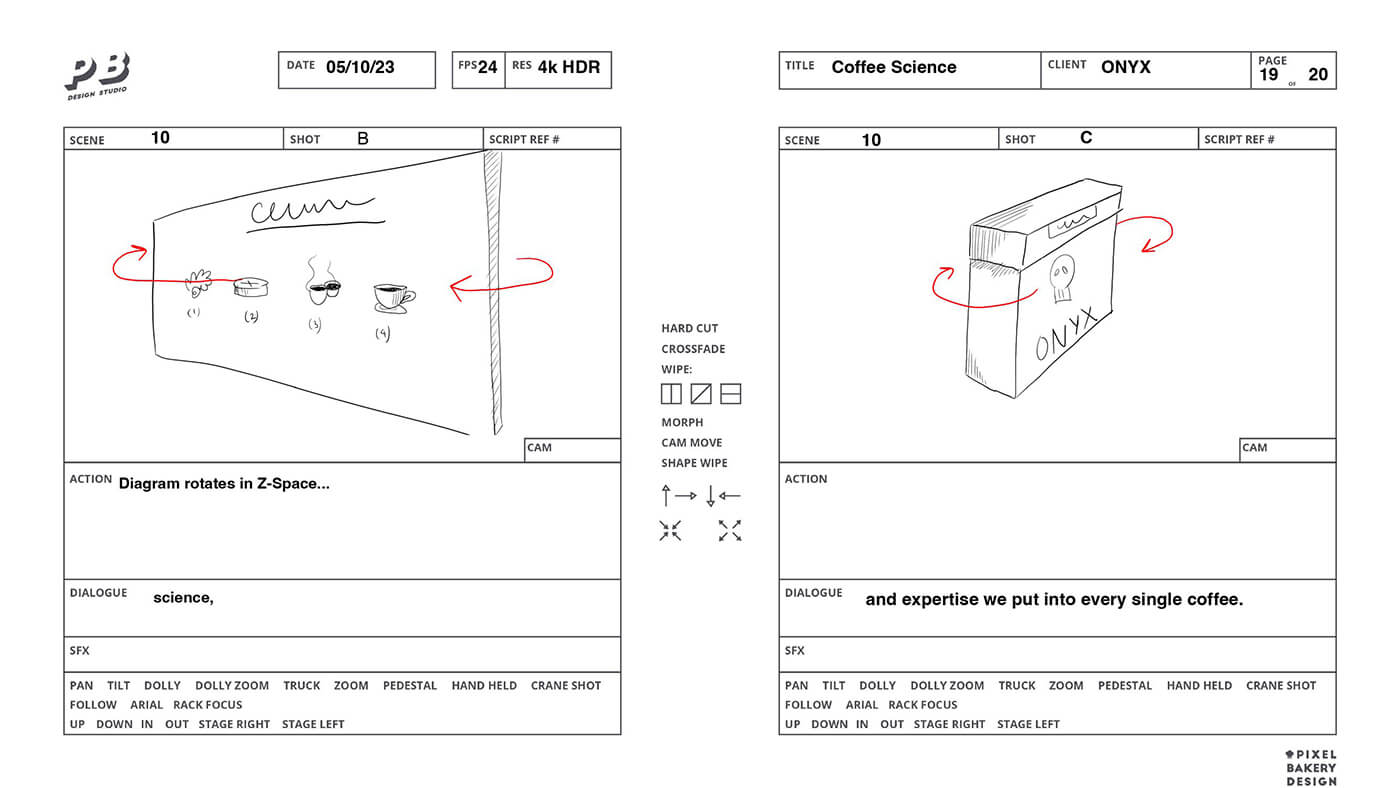 PB
DESIGN STUDIO
DATE 05/10/23
FPS 24 RES 4k HDR
TITLE Coffee Science
CLIENT ONYX
PAGE
19 OF 20
SCENE 10 SHOT B SCRIPT REF #
(1) (2) (3) (4)
CAM
ACTION Diagram rotates in Z-Space...
DIALOGUE science,
SFX
PAN TILT DOLLY DOLLY ZOOM TRUCK ZOOM PEDESTAL HAND HELD CRANE SHOT
FOLLOW ARIAL RACK FOCUS
UP DOWN IN OUT STAGE RIGHT STAGE LEFT
HARD CUT
CROSSFADE
WIPE:
MORPH
CAM MOVE
SHAPE WIPE
SCENE 10 SHOT C SCRIPT REF #
ONYX
CAM
ACTION
DIALOGUE and expertise we put into every single coffee.
SFX
PAN TILT DOLLY DOLLY ZOOM TRUCK ZOOM PEDESTAL HAND HELD CRANE SHOT
FOLLOW ARIAL RACK FOCUS
UP DOWN IN OUT STAGE RIGHT STAGE LEFT
PIXEL
BAKERY
DESIGN